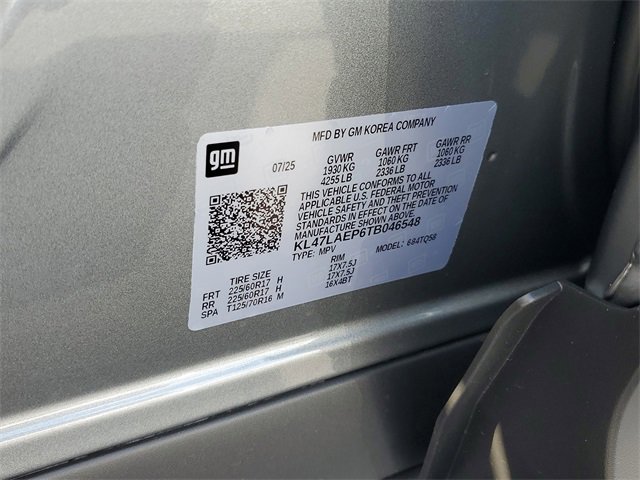 MFD BY GM KOREA COMPANY
gm
07/25 GVWR GAWR FRT GAWR RR
1930 KG 1060 KG 1060 KG
4255 LB 2336 LB 2336 LB
THIS VEHICLE CONFORMS TO ALL
APPLICABLE U.S. FEDERAL MOTOR
VEHICLE SAFETY AND THEFT PREVENTION
STANDARDS IN EFFECT ON THE DATE OF
MANUFACTURE SHOWN ABOVE.
KL47LAEP6TB046548
TYPE: MPV MODEL: 684TQ58
TIRE SIZE RIM
FRT 225/60R17 H 17X7.5J
RR 225/60R17 H 17X7.5J
SPA T125/70R16 M 16X4BT